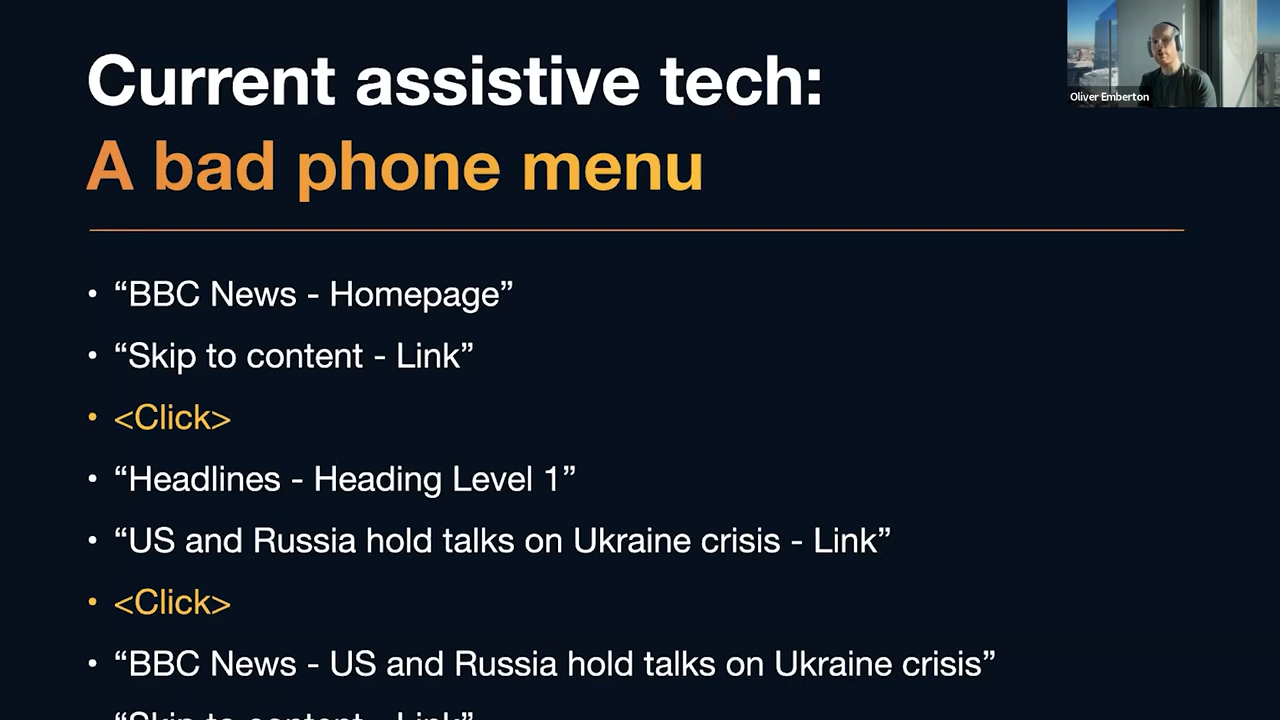 Current assistive tech:
A bad phone menu
Oliver Emberton
• “BBC News - Homepage”
• “Skip to content - Link”
• <Click>
• “Headlines - Heading Level 1”
• “US and Russia hold talks on Ukraine crisis - Link”
• <Click>
• “BBC News - US and Russia hold talks on Ukraine crisis”
“Skip to content - Link”